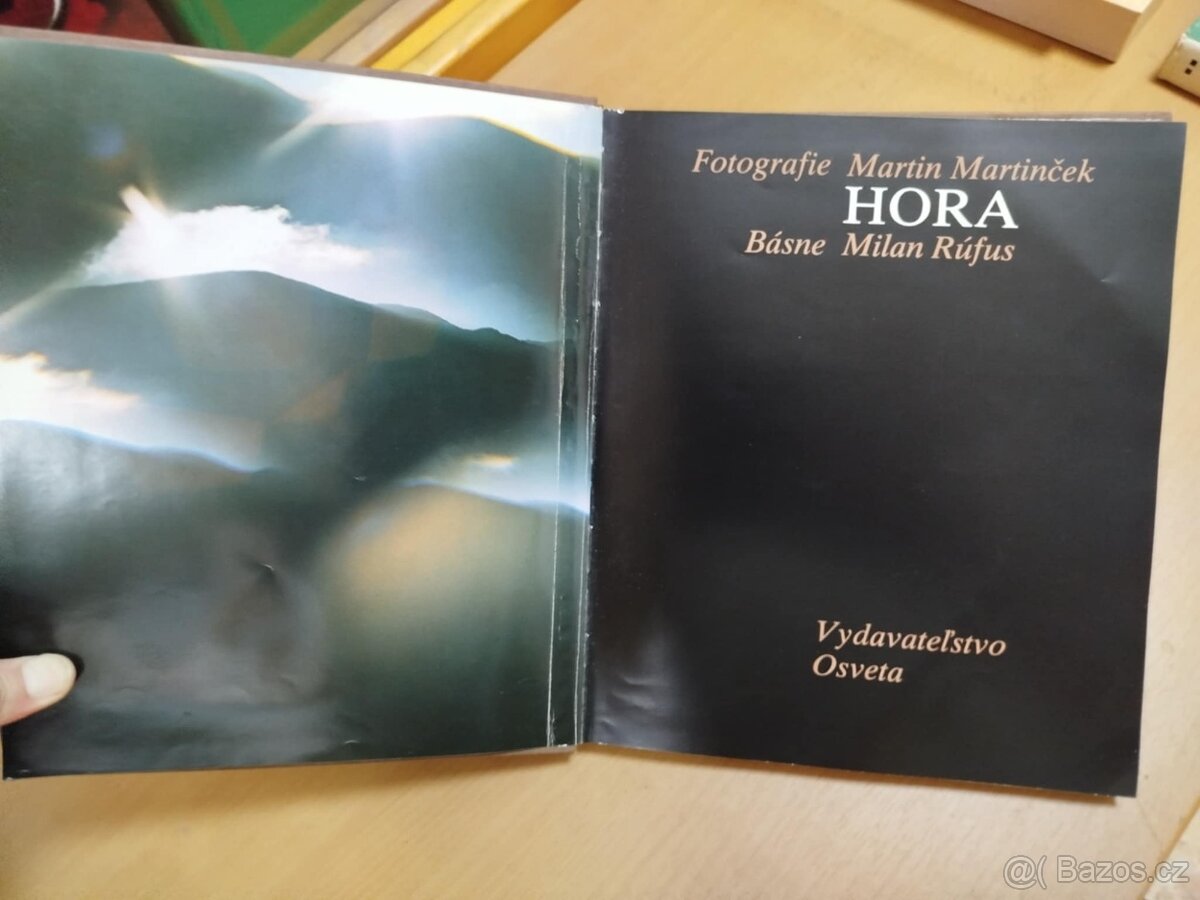 Fotografie Martin Martinček
HORA
Básne Milan Rúfus
Vydavateľstvo
Osveta
@( Bazos.cz